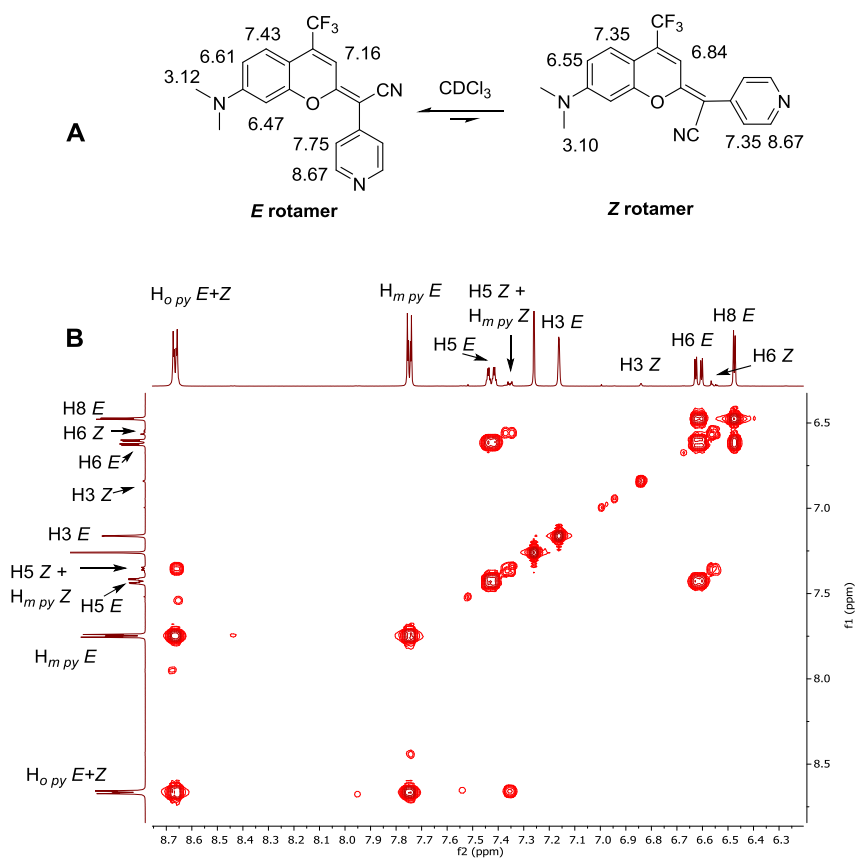 CF3
7.43
7.16
6.61
3.12
N
O
CN
6.47
7.75
8.67
N
E rotamer
A
CDCl3
CF3
7.35
6.84
6.55
N
O
N
NC
3.10
7.35 8.67
Z rotamer
B
Ho py E+Z
Hm py E
H5 Z +
Hm py Z
H5 E
H3 E
H3 Z
H6 E
H8 E
H6 Z
H8 E
H6 Z
H6 E
H3 Z
H3 E
H5 Z +
Hm py Z
H5 E
Hm py E
Ho py E+Z
6.5
7.0
7.5
8.0
8.5
f1 (ppm)
8.7 8.6 8.5 8.4 8.3 8.2 8.1 8.0 7.9 7.8 7.7 7.6 7.5 7.4 7.3 7.2 7.1 7.0 6.9 6.8 6.7 6.6 6.5 6.4 6.3
f2 (ppm)